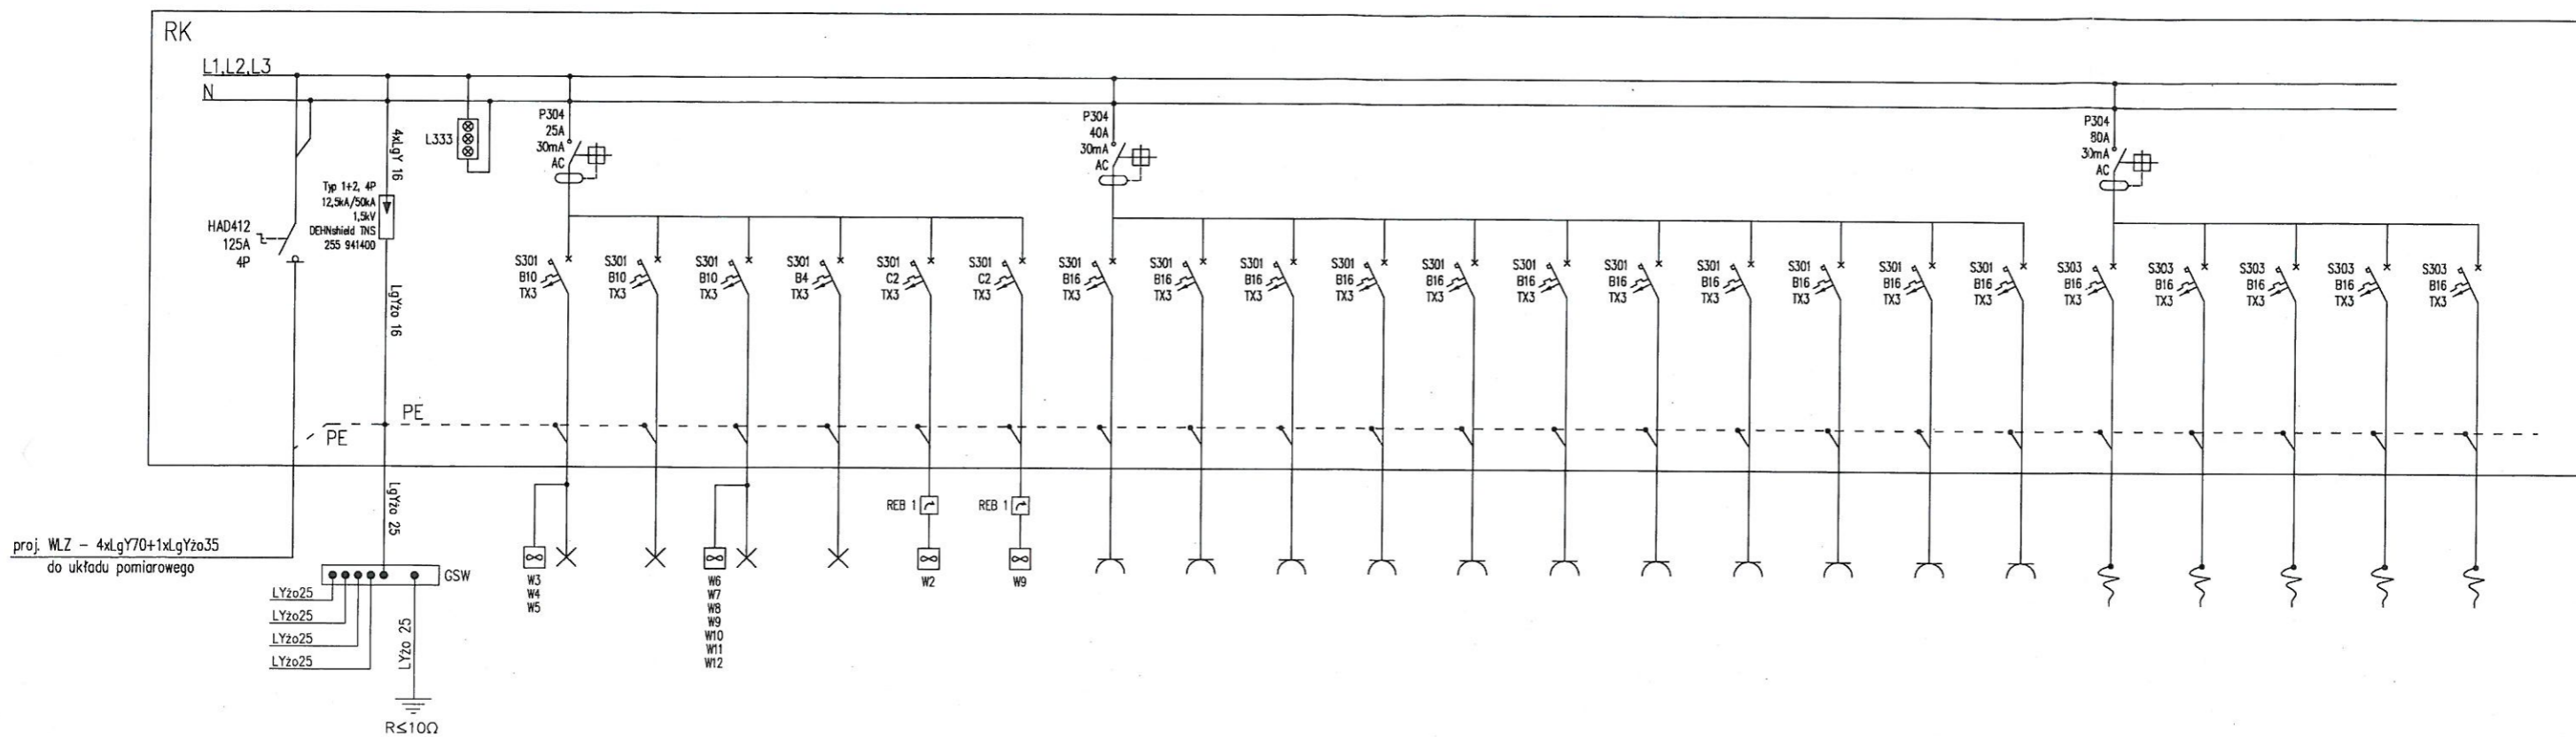 RK
L1,L2,L3
N
4xLgY 16
L333
P304
25A
30mA
AC
P304
40A
30mA
AC
P304
80A
30mA
AC
Typ 1+2, 4P
12,5kA/50kA
1,5kV
DEHNshield TNS
255 941400
HAD412
125A
4P
LgYżo 16
S301
B10
TX3
S301
B10
TX3
S301
B10
TX3
S301
B4
TX3
S301
C2
TX3
S301
C2
TX3
S301
B16
TX3
S301
B16
TX3
S301
B16
TX3
S301
B16
TX3
S301
B16
TX3
S301
B16
TX3
S301
B16
TX3
S301
B16
TX3
S301
B16
TX3
S301
B16
TX3
S301
B16
TX3
S303
B16
TX3
S303
B16
TX3
S303
B16
TX3
S303
B16
TX3
S303
B16
TX3
PE
PE
LgYżo 25
REB 1
REB 1
proj. WLZ – 4xLgY70+1xLgYżo35
do układu pomiarowego
GSW
LYżo25
LYżo25
LYżo25
LYżo25
LYżo 25
R≤10Ω
W3
W4
W5
W6
W7
W8
W9
W10
W11
W12
W2
W9